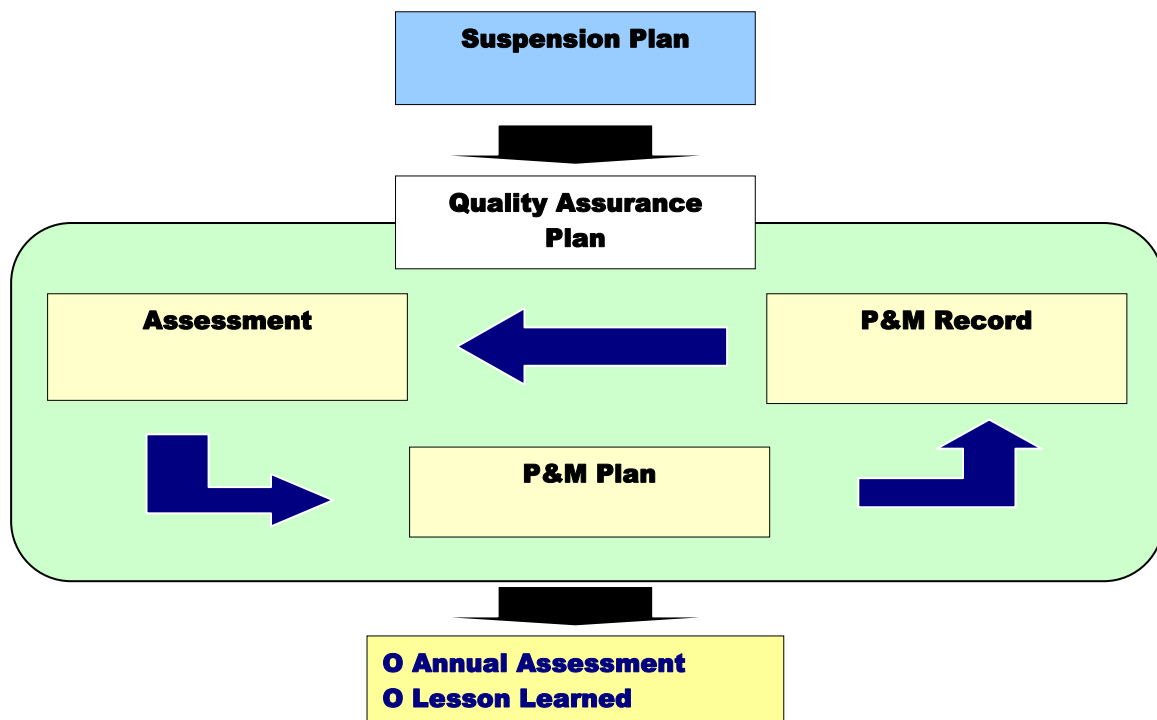 Suspension Plan
Quality Assurance
Plan
Assessment
P&M Record
P&M Plan
O Annual Assessment
O Lesson Learned